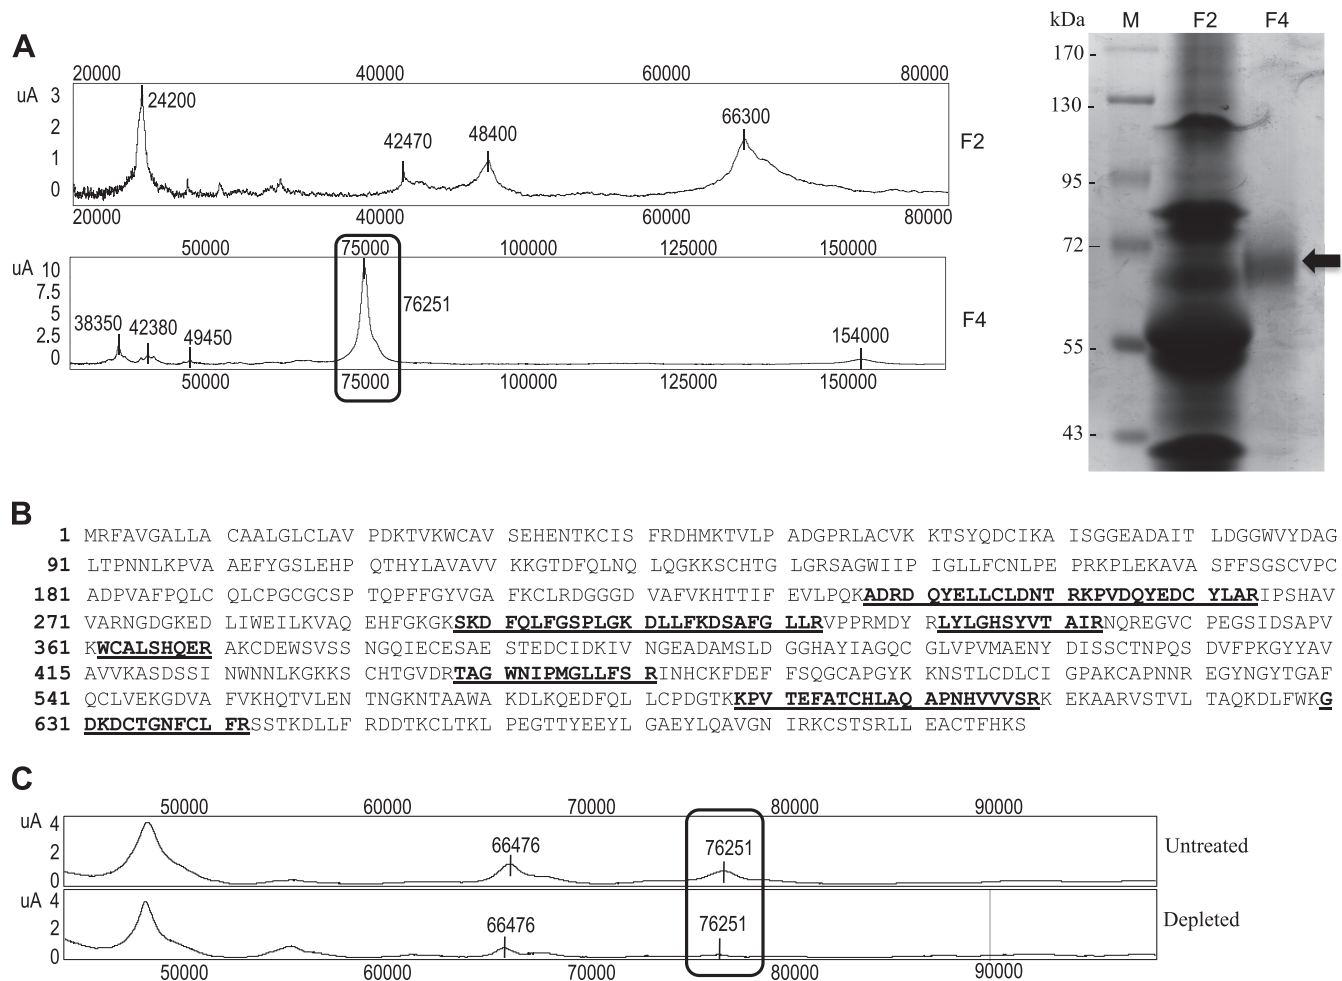 A
20000 40000 60000 80000
uA 3
2
1
0
24200
42470
48400
66300
F2
20000 40000 60000 80000
50000 75000 100000 125000 150000
uA 10
7.5
5
2.5
0
38350
42380
49450
76251
154000
F4
50000 75000 100000 125000 150000
kDa M F2 F4
170
130
95
72
55
43
B
1 MRFAVGALLA CAALGLCLAV PDKTVKWCAV SEHENTKCIS FRDHMKTVLP ADGPRLACVK KTSYQDCIKA ISGGEADAIT LDGGWVYDAG
91 LTPNNLKPVA AEFYGSLEHP QTHYLAVAVV KKGTDFQLNQ LQGKKSCHTG LGRSAGWIIP IGLLFCNLPE PRKPLEKAVA SFFSGSCVPC
181 ADPVAFPQLC QLCPGCGCSP TQPFFGYVGA FKCLRDGGGD VAFVKHTTIF EVLPQKADRD QYELLCLDNT RKPVDQYEDC YLARIPSHAV
271 VARNGDGKED LIWEILKVAQ EHFGKGKSKD FQLFGSPLGK DLLFKDSAFG LLRVPPRMDY RLYLGHSYVT AIRNQREGVC PEGSIDSAPV
361 KWCALSHQER AKCDEWSVSS NGQIECESAE STEDCIDKIV NGEADAMSLD GGHAYIAGQC GLVPVMAENY DISSCTNPQS DVFPKGYYAV
415 AVVKASDSSI NWNNLKGKKS CHTGVDRTAG WNIPMGLLFS RINHCKFDEF FSQGCAPGYK KNSTLCDLCI GPAKCAPNNR EGYNGYTGAF
541 QCLVEKGDVA FVKHQTVLEN TNGKNTAAWA KDLKQEDFQL LCPDGTKKPV TEFATCHLAQ APNHVVVSRK EKAARVSTVL TAQKDLFWKG
631 DKDCTGNFCL FRSSTKDLLF RDDTKCLTKL PEGTTYEEYL GAEYLQAVGN IRKCSTSRLL EACTFHKS
C
50000 60000 70000 80000 90000
uA 4
2
0
66476
76251
Untreated
uA 4
2
0
66476
76251
Depleted
50000 60000 70000 80000 90000